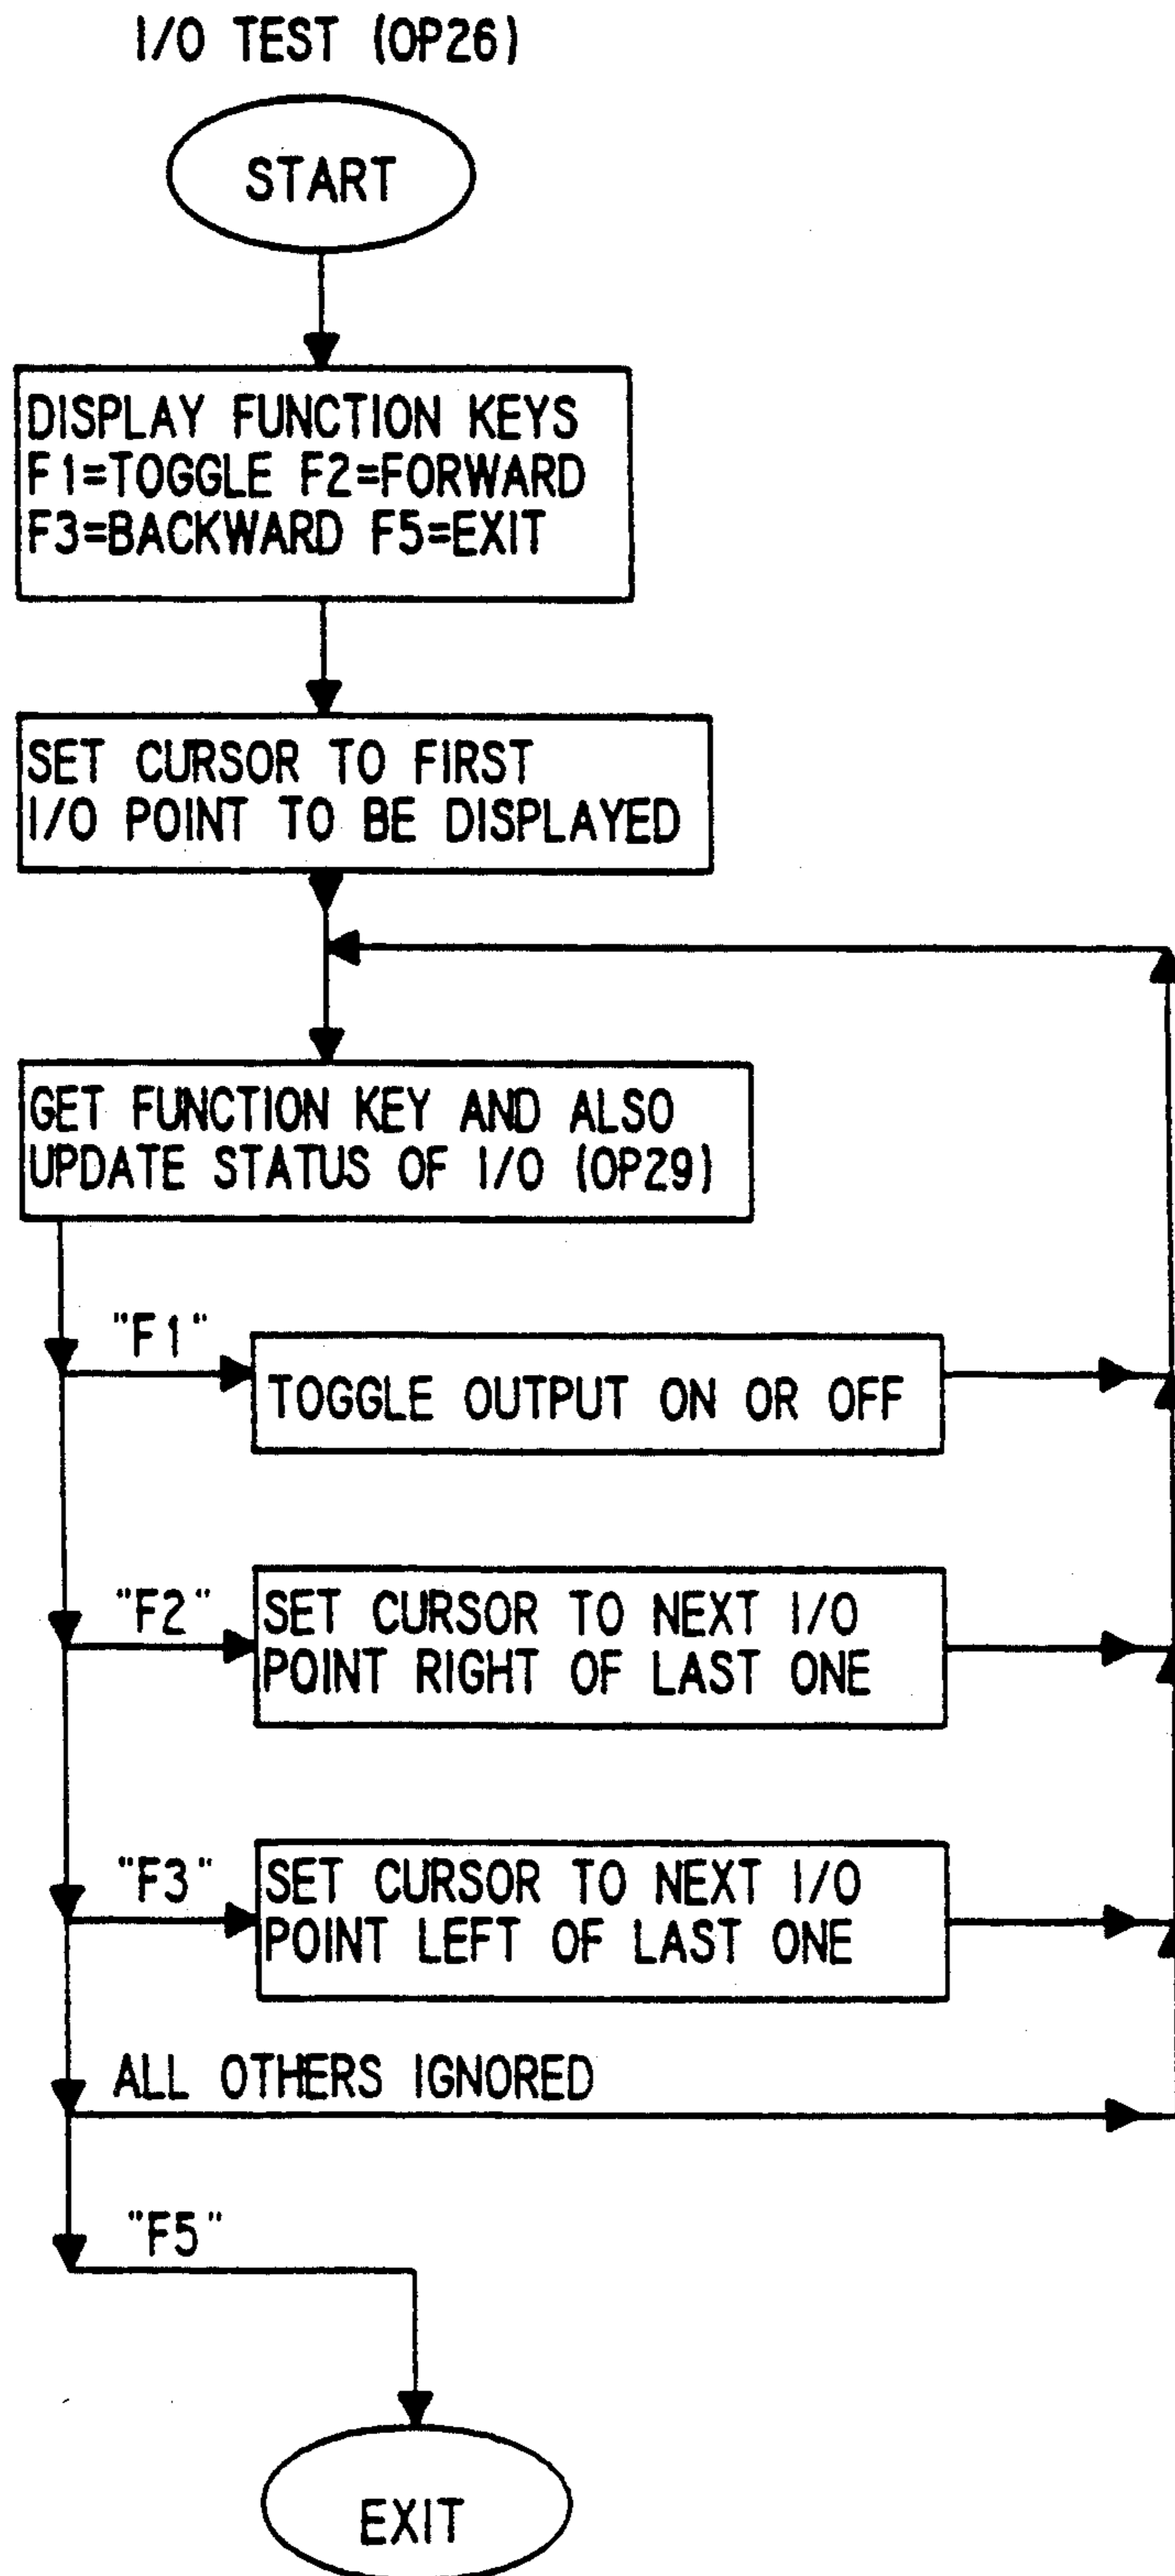 I/O TEST (OP26)
START
DISPLAY FUNCTION KEYS
F1=TOGGLE F2=FORWARD
F3=BACKWARD F5=EXIT
SET CURSOR TO FIRST
I/O POINT TO BE DISPLAYED
GET FUNCTION KEY AND ALSO
UPDATE STATUS OF I/O (OP29)
"F1"
TOGGLE OUTPUT ON OR OFF
"F2"
SET CURSOR TO NEXT I/O
POINT RIGHT OF LAST ONE
"F3"
SET CURSOR TO NEXT I/O
POINT LEFT OF LAST ONE
ALL OTHERS IGNORED
"F5"
EXIT